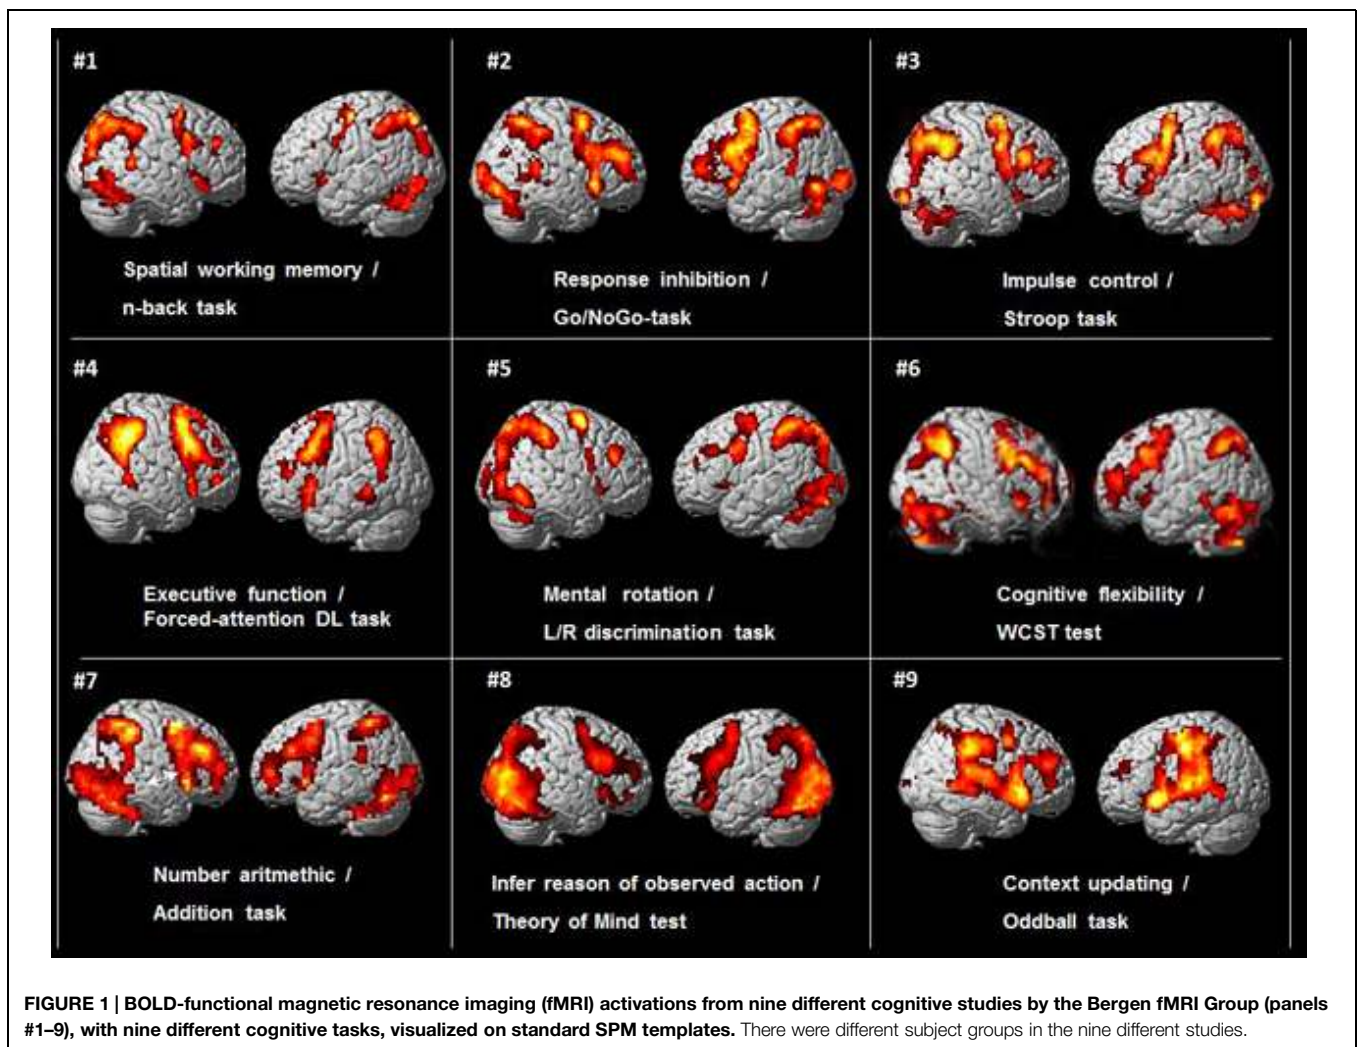 #1
#2
#3
Spatial working memory /
n-back task
Response inhibition /
Go/NoGo-task
Impulse control /
Stroop task
#4
#5
#6
Executive function /
Forced-attention DL task
Mental rotation /
L/R discrimination task
Cognitive flexibility /
WCST test
#7
#8
#9
Number aritmethic /
Addition task
Infer reason of observed action /
Theory of Mind test
Context updating /
Oddball task
FIGURE 1 | BOLD-functional magnetic resonance imaging (fMRI) activations from nine different cognitive studies by the Bergen fMRI Group (panels
#1–9), with nine different cognitive tasks, visualized on standard SPM templates. There were different subject groups in the nine different studies.